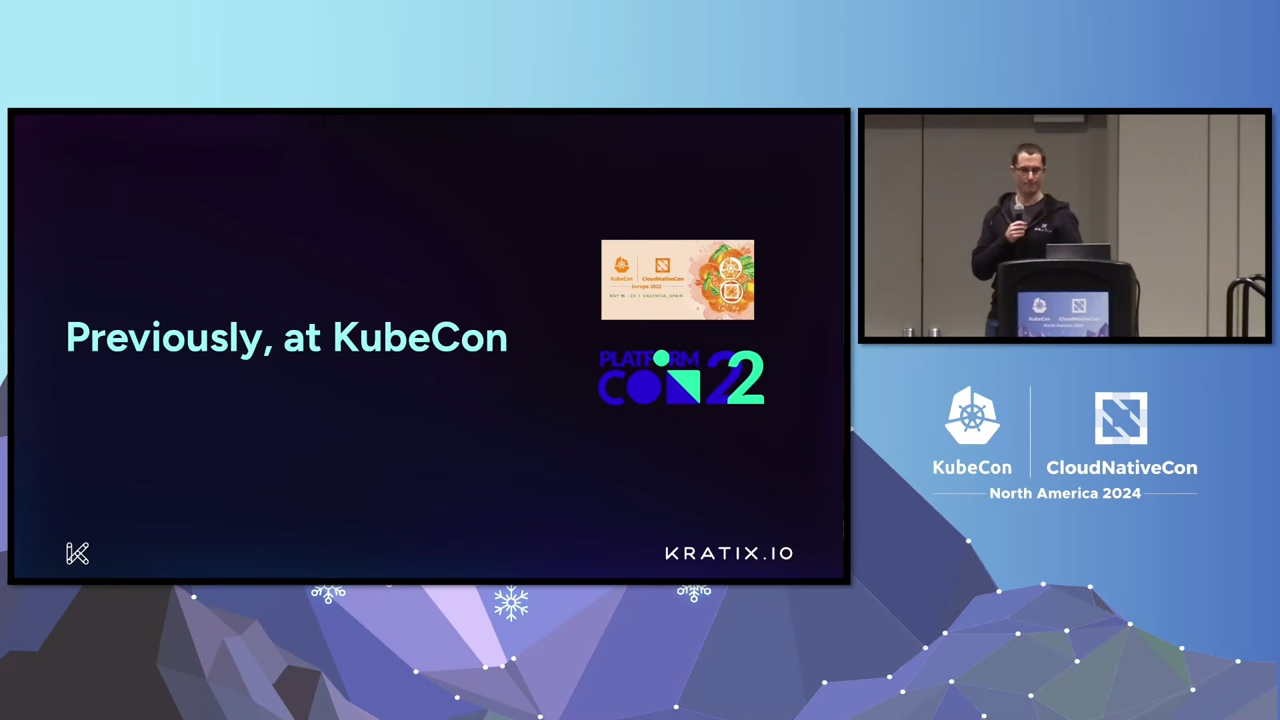 Previously, at KubeCon
KubeCon
CloudNativeCon
Europe 2022
VALENCIA, SPAIN
PLATFORM
CON 22
KRATIX.IO
KubeCon
CloudNativeCon
North America 2024